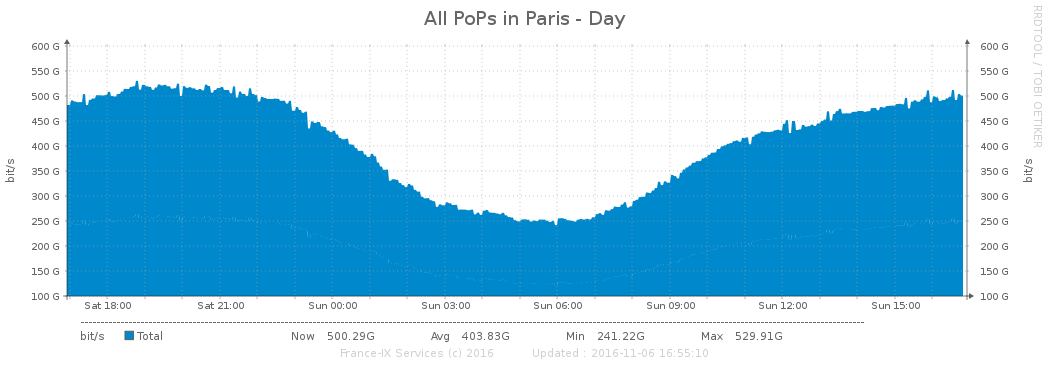 All PoPs in Paris - Day
RRDTOOL / TOBI OETIKER
bit/s
600 G
550 G
500 G
450 G
400 G
350 G
300 G
250 G
200 G
150 G
100 G
600 G
550 G
500 G
450 G
400 G
350 G
300 G
250 G
200 G
150 G
100 G
bit/s
Sat 18:00 Sat 21:00 Sun 00:00 Sun 03:00 Sun 06:00 Sun 09:00 Sun 12:00 Sun 15:00
bit/s Total Now 500.29G Avg 403.83G Min 241.22G Max 529.91G
France-IX Services (c) 2016 Updated : 2016-11-06 16:55:10